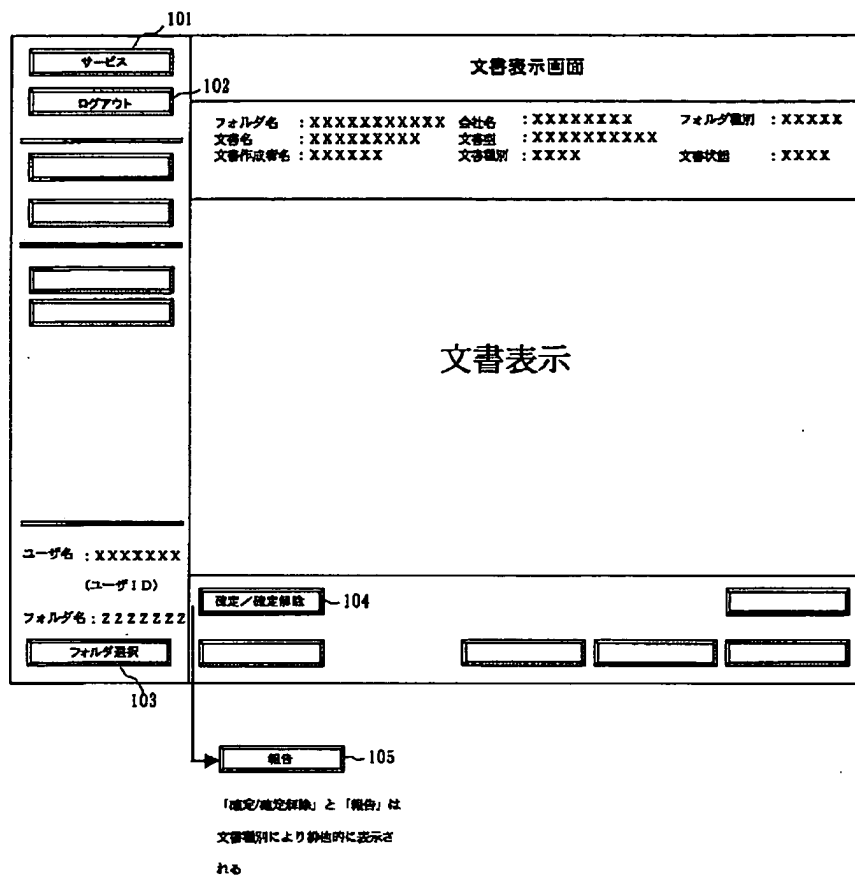 101
サービス
102
ログアウト
文書表示画面
フォルダ名 :XXXXXXXXXXX 会社名 :XXXXXXXX フォルダ種別 :XXXXX
文書名 :XXXXXXXXX 文書型 :XXXXXXXXXX
文書作成者名 :XXXXXX 文書種別 :XXXX 文書状態 :XXXX
文書表示
ユーザ名 :XXXXXXX
(ユーザID)
フォルダ名:ZZZZZZZ
フォルダ選択
103
確定/確定解除 104
報告 105
「確定/確定解除」と「報告」は
文書種別により排他的に表示さ
れる